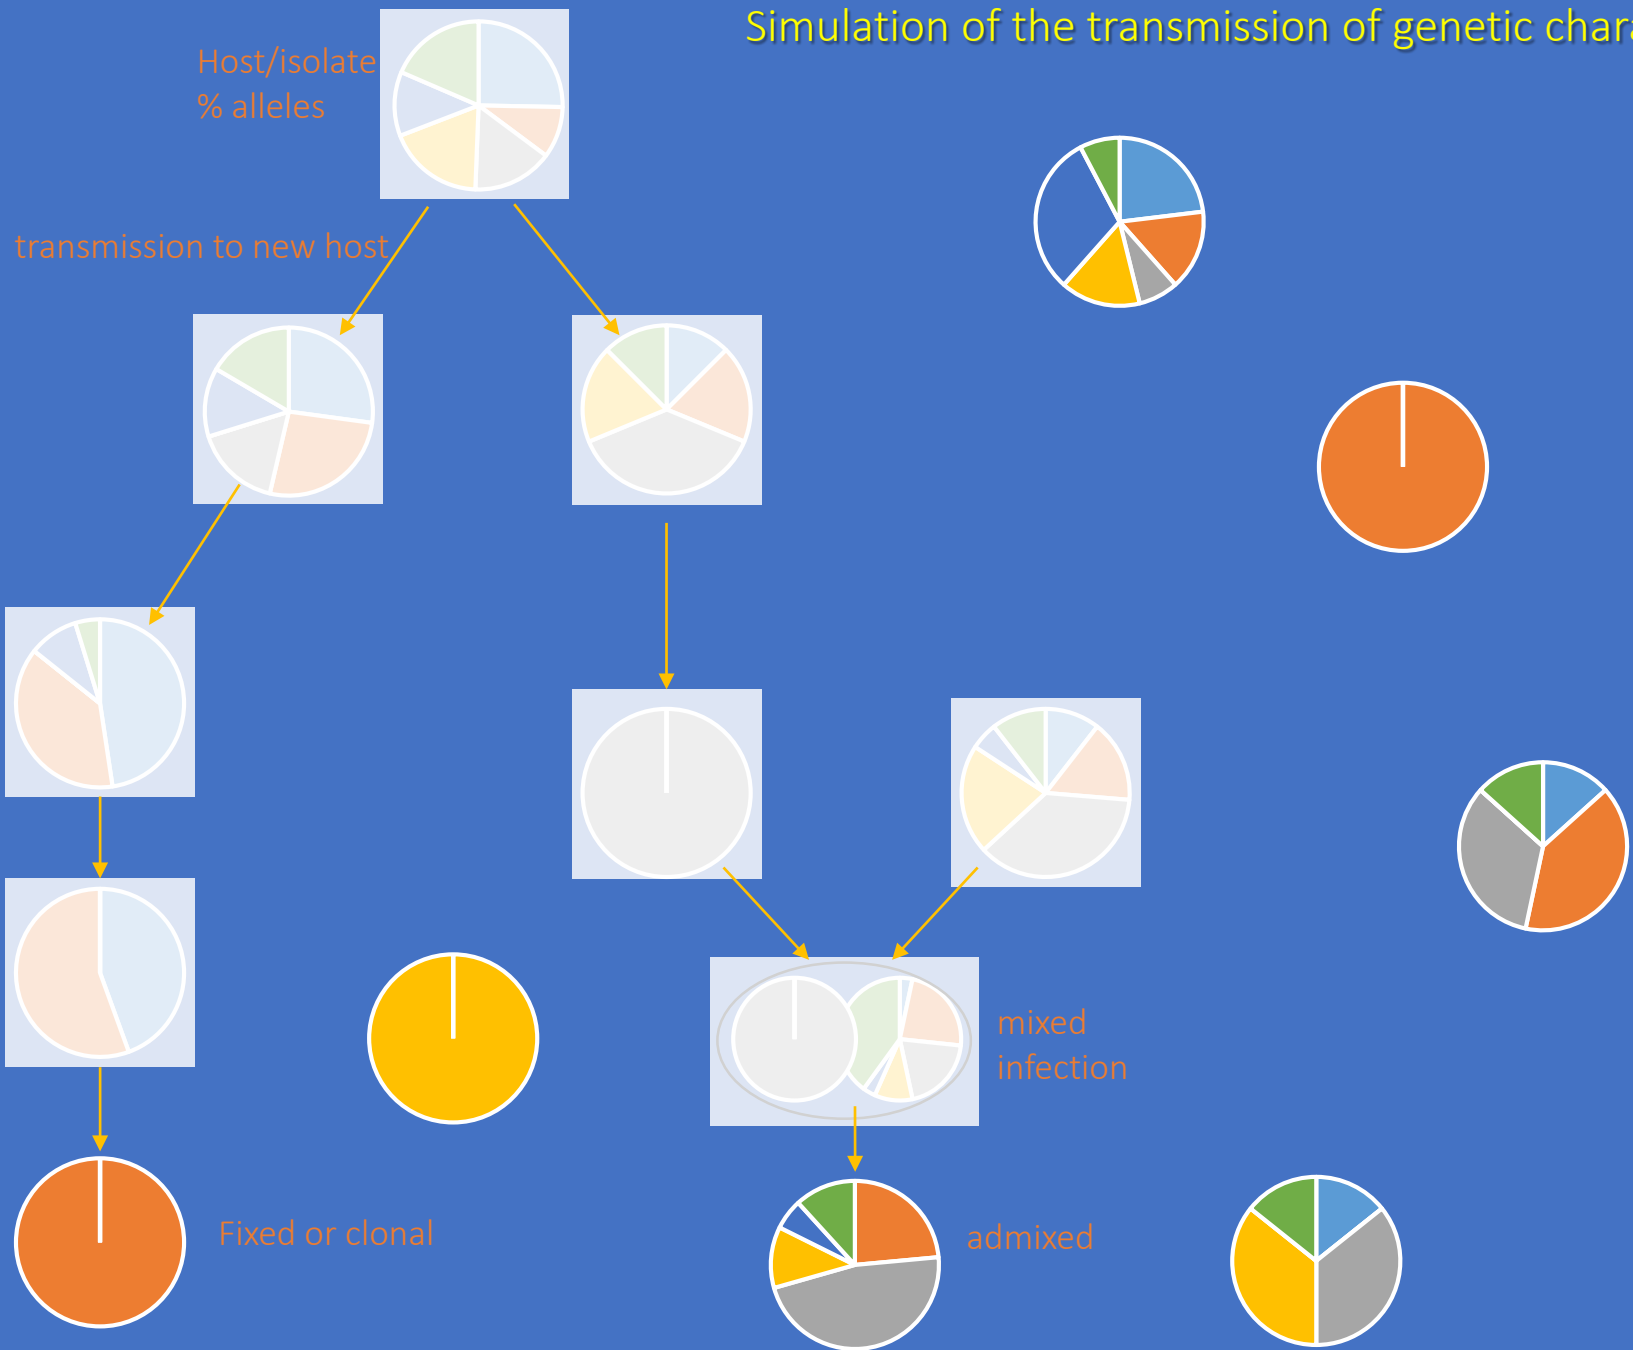 Simulation of the transmission of genetic chara
Host/isolate
% alleles
transmission to new host
mixed
infection
Fixed or clonal
admixed